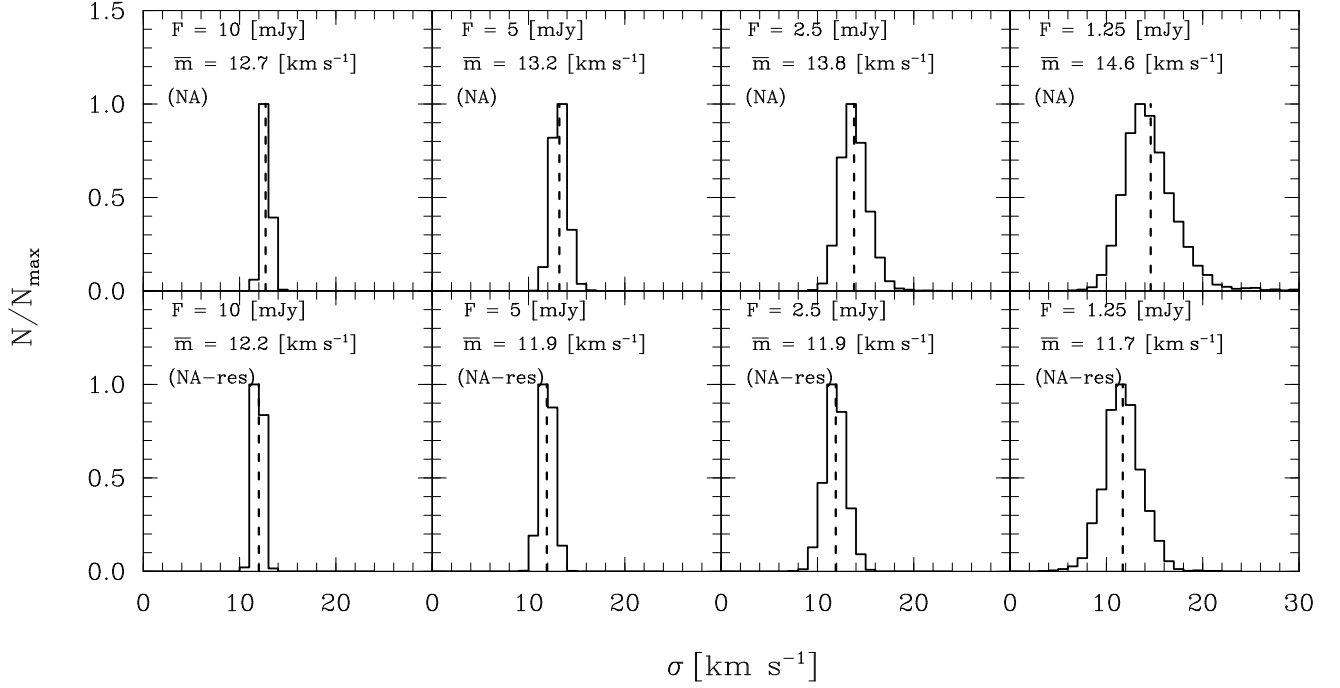 N/Nmax
1.5
1.0
0.5
0.0
F = 10 [mJy]
m̅ = 12.7 [km s⁻¹]
(NA)
F = 5 [mJy]
m̅ = 13.2 [km s⁻¹]
(NA)
F = 2.5 [mJy]
m̅ = 13.8 [km s⁻¹]
(NA)
F = 1.25 [mJy]
m̅ = 14.6 [km s⁻¹]
(NA)
1.0
0.5
0.0
F = 10 [mJy]
m̅ = 12.2 [km s⁻¹]
(NA−res)
F = 5 [mJy]
m̅ = 11.9 [km s⁻¹]
(NA−res)
F = 2.5 [mJy]
m̅ = 11.9 [km s⁻¹]
(NA−res)
F = 1.25 [mJy]
m̅ = 11.7 [km s⁻¹]
(NA−res)
0 10 20 0 10 20 0 10 20 0 10 20 30
σ [km s⁻¹]